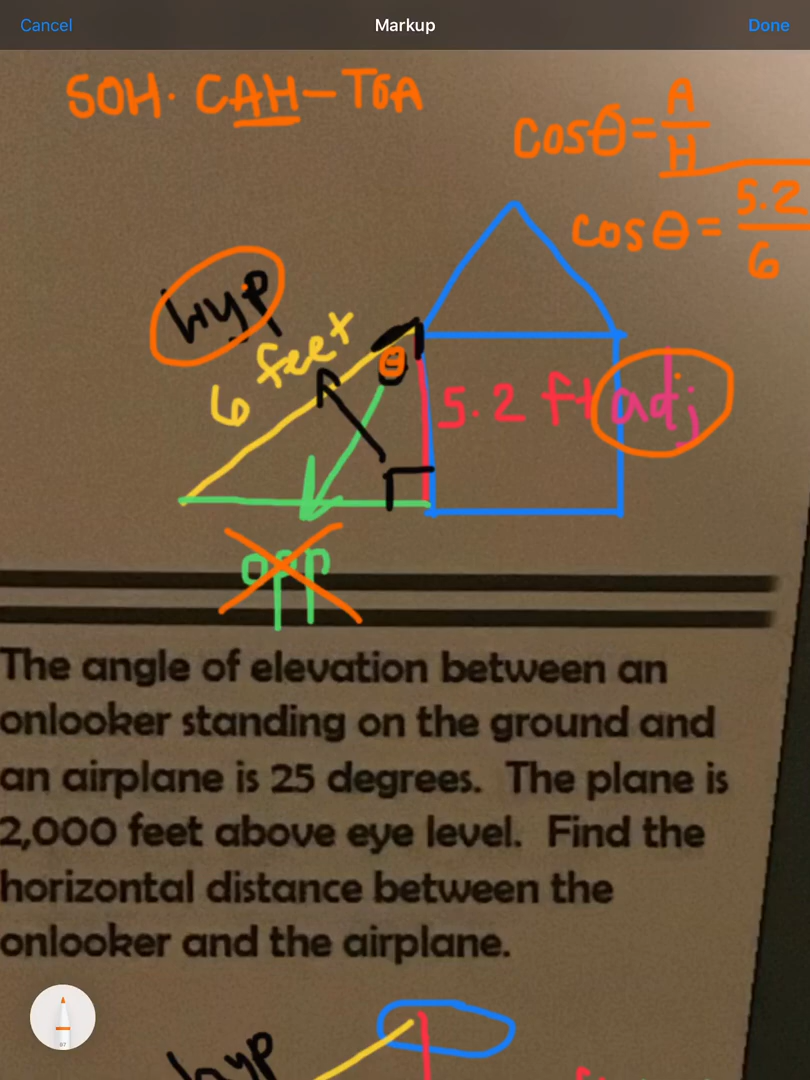 Cancel
Markup
Done
SOH. CAH-TOA
cosθ = A/H
cosθ = 5.2/6
hyp
6 feet
θ
5.2 ft adj
opp
The angle of elevation between an
onlooker standing on the ground and
an airplane is 25 degrees. The plane is
2,000 feet above eye level. Find the
horizontal distance between the
onlooker and the airplane.
hyp